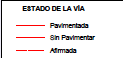 ESTADO DE LA VÍA
Pavimentada
Sin Pavimentar
Afirmada